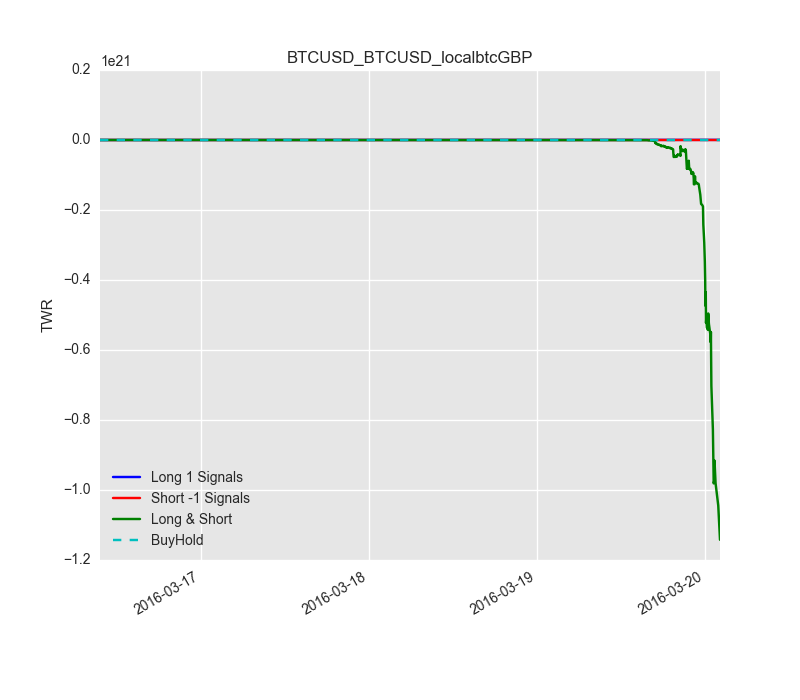 BTCUSD_BTCUSD_localbtcGBP
1e21
0.2
0.0
−0.2
−0.4
−0.6
−0.8
−1.0
−1.2
TWR
Long 1 Signals
Short -1 Signals
Long & Short
BuyHold
2016-03-17
2016-03-18
2016-03-19
2016-03-20